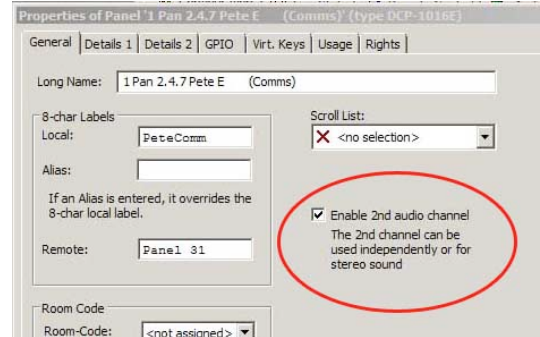 Properties of Panel '1 Pan 2.4.7 Pete E (Comms)' (type DCP-1016E)
General Details 1 Details 2 GPIO Virt. Keys Usage Rights
Long Name: 1 Pan 2.4.7 Pete E (Comms)
8-char Labels
Local: PeteComm
Alias:
If an Alias is entered, it overrides the
8-char local label.
Remote: Panel 31
Scroll List:
<no selection>
Enable 2nd audio channel
The 2nd channel can be
used independently or for
stereo sound
Room Code
Room-Code: <not assigned>